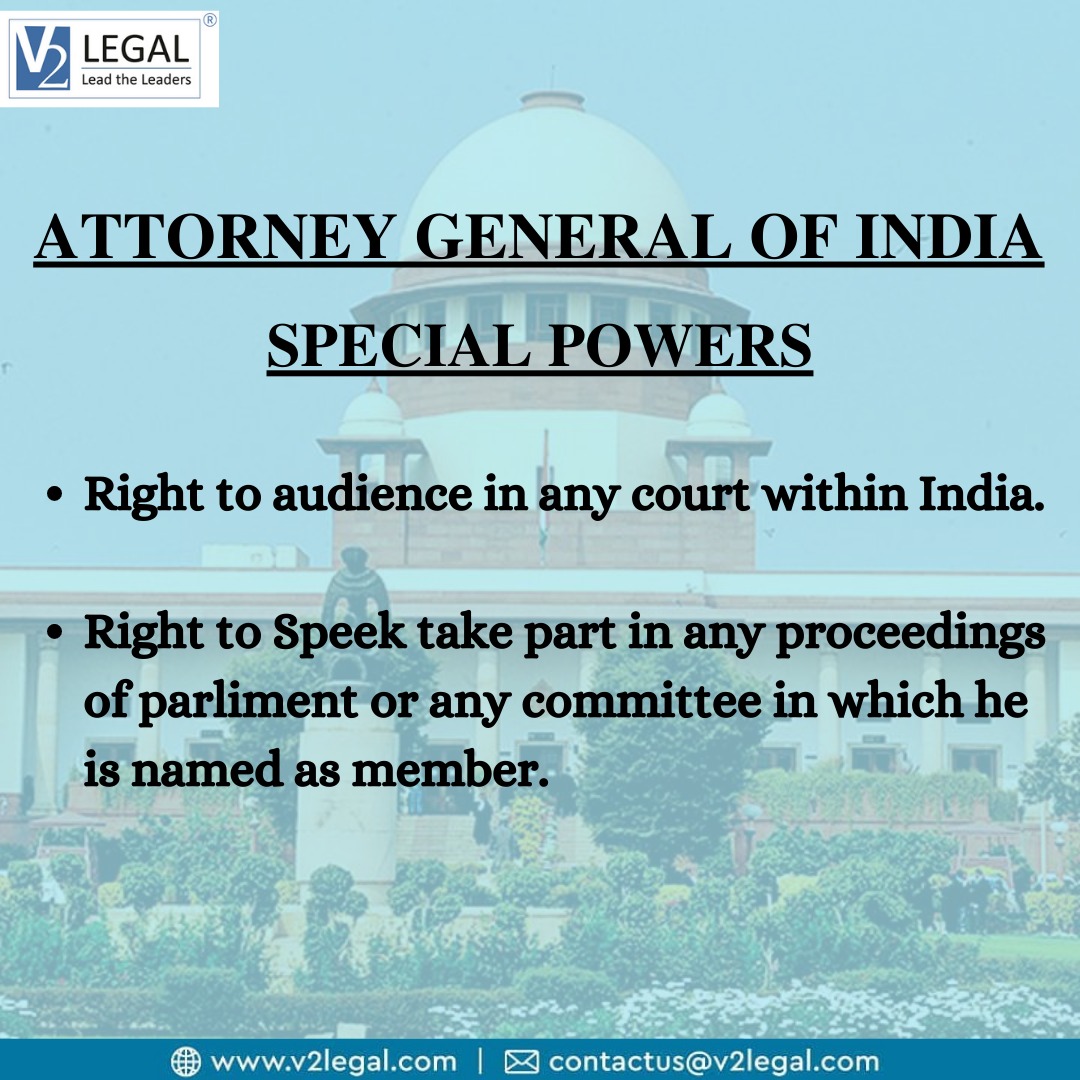 V2 LEGAL ®
Lead the Leaders
ATTORNEY GENERAL OF INDIA
SPECIAL POWERS
• Right to audience in any court within India.
• Right to Speek take part in any proceedings
of parliment or any committee in which he
is named as member.
www.v2legal.com | contactus@v2legal.com